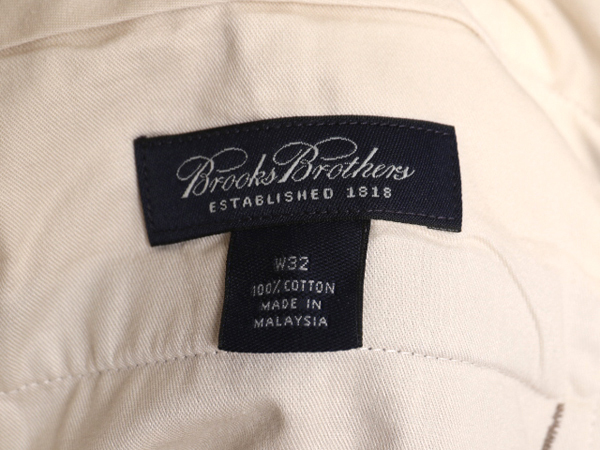 Brooks Brothers
ESTABLISHED 1818
W32
100% COTTON
MADE IN
MALAYSIA